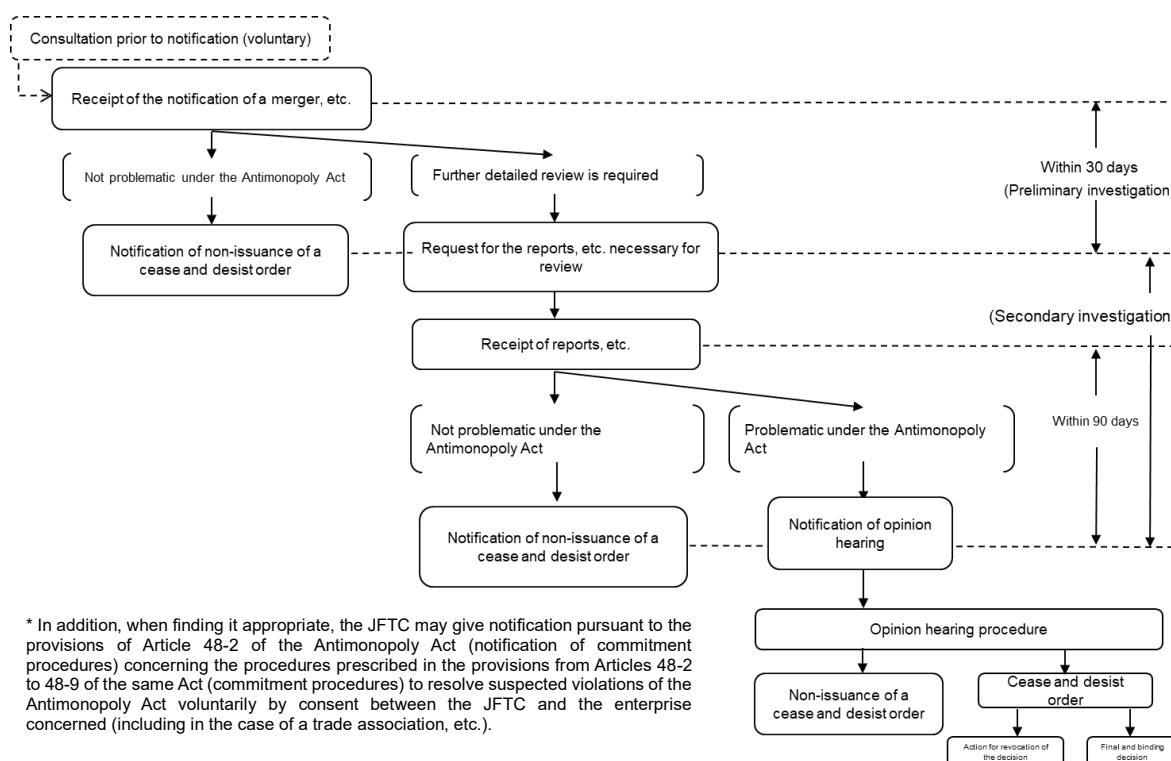 Consultation prior to notification (voluntary)
Receipt of the notification of a merger, etc.
Not problematic under the Antimonopoly Act
Further detailed review is required
Within 30 days
(Preliminary investigation)
Notification of non-issuance of a
cease and desist order
Request for the reports, etc. necessary for
review
(Secondary investigation)
Receipt of reports, etc.
Not problematic under the
Antimonopoly Act
Problematic under the Antimonopoly
Act
Within 90 days
Notification of non-issuance of a
cease and desist order
Notification of opinion
hearing
Opinion hearing procedure
Non-issuance of a
cease and desist order
Cease and desist
order
Action for revocation of
the decision
Final and binding
decision
* In addition, when finding it appropriate, the JFTC may give notification pursuant to the
provisions of Article 48-2 of the Antimonopoly Act (notification of commitment
procedures) concerning the procedures prescribed in the provisions from Articles 48-2
to 48-9 of the same Act (commitment procedures) to resolve suspected violations of the
Antimonopoly Act voluntarily by consent between the JFTC and the enterprise
concerned (including in the case of a trade association, etc.).